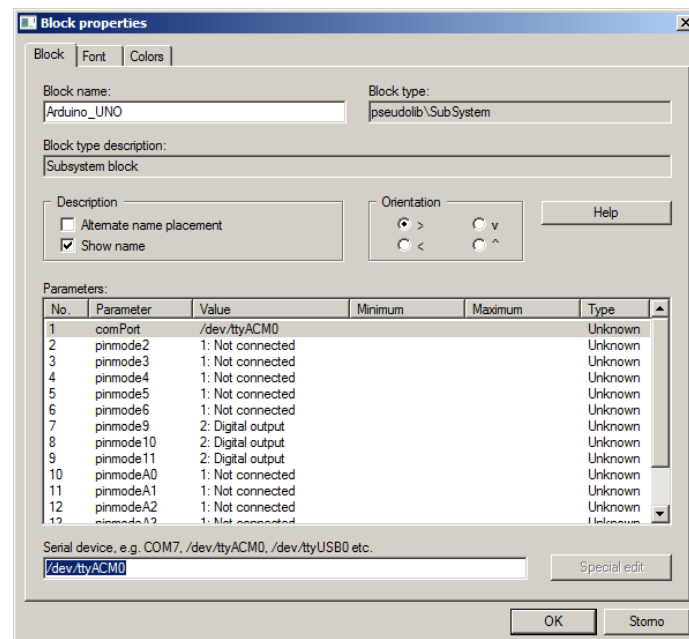 Block properties
Block Font Colors
Block name: Block type:
Arduino_UNO pseudolib\SubSystem
Block type description:
Subsystem block
Description Orientation
Alternate name placement > v Help
Show name < ^
Parameters:
No. Parameter Value Minimum Maximum Type
1 comPort /dev/ttyACM0 Unknown
2 pinmode2 1: Not connected Unknown
3 pinmode3 1: Not connected Unknown
4 pinmode4 1: Not connected Unknown
5 pinmode5 1: Not connected Unknown
6 pinmode6 1: Not connected Unknown
7 pinmode9 2: Digital output Unknown
8 pinmode10 2: Digital output Unknown
9 pinmode11 2: Digital output Unknown
10 pinmodeA0 1: Not connected Unknown
11 pinmodeA1 1: Not connected Unknown
12 pinmodeA2 1: Not connected Unknown
13 pinmodeA3 1: Not connected Unknown
Serial device, e.g. COM7, /dev/ttyACM0, /dev/ttyUSB0 etc.
/dev/ttyACM0 Special edit
OK Storno